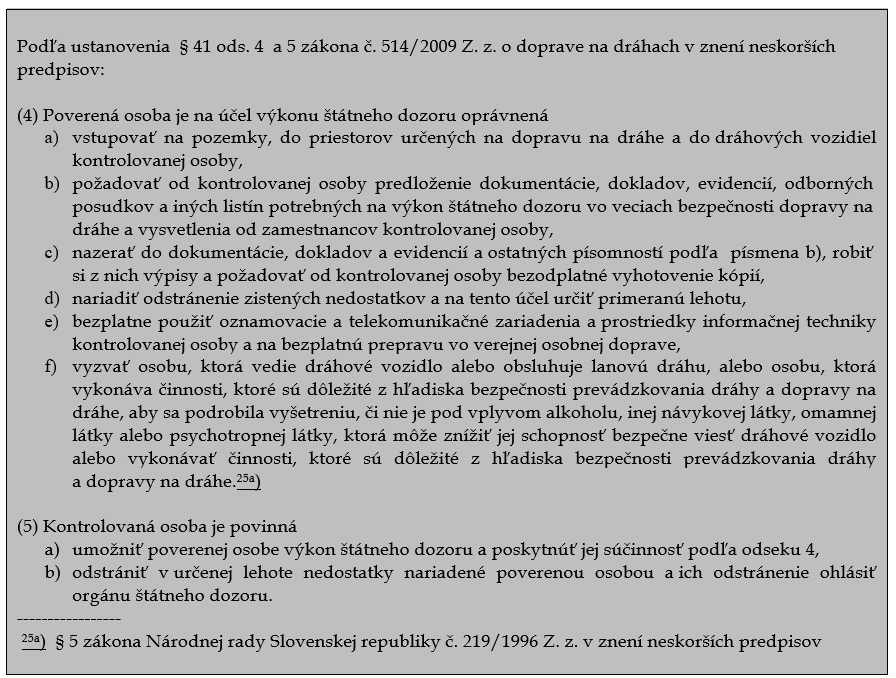 Podľa ustanovenia § 41 ods. 4 a 5 zákona č. 514/2009 Z. z. o doprave na dráhach v znení neskorších
predpisov:
(4) Poverená osoba je na účel výkonu štátneho dozoru oprávnená
a) vstupovať na pozemky, do priestorov určených na dopravu na dráhe a do dráhových vozidiel
kontrolovanej osoby,
b) požadovať od kontrolovanej osoby predloženie dokumentácie, dokladov, evidencií, odborných
posudkov a iných listín potrebných na výkon štátneho dozoru vo veciach bezpečnosti dopravy na
dráhe a vysvetlenia od zamestnancov kontrolovanej osoby,
c) nazerať do dokumentácie, dokladov a evidencií a ostatných písomností podľa písmena b), robiť
si z nich výpisy a požadovať od kontrolovanej osoby bezodplatné vyhotovenie kópií,
d) nariadiť odstránenie zistených nedostatkov a na tento účel určiť primeranú lehotu,
e) bezplatne použiť oznamovacie a telekomunikačné zariadenia a prostriedky informačnej techniky
kontrolovanej osoby a na bezplatnú prepravu vo verejnej osobnej doprave,
f) vyzvať osobu, ktorá vedie dráhové vozidlo alebo obsluhuje lanovú dráhu, alebo osobu, ktorá
vykonáva činnosti, ktoré sú dôležité z hľadiska bezpečnosti prevádzkovania dráhy a dopravy na
dráhe, aby sa podrobila vyšetreniu, či nie je pod vplyvom alkoholu, inej návykovej látky, omamnej
látky alebo psychotropnej látky, ktorá môže znížiť jej schopnosť bezpečne viesť dráhové vozidlo
alebo vykonávať činnosti, ktoré sú dôležité z hľadiska bezpečnosti prevádzkovania dráhy
a dopravy na dráhe.25a)
(5) Kontrolovaná osoba je povinná
a) umožniť poverenej osobe výkon štátneho dozoru a poskytnúť jej súčinnosť podľa odseku 4,
b) odstrániť v určenej lehote nedostatky nariadené poverenou osobou a ich odstránenie ohlásiť
orgánu štátneho dozoru.
-----------------
25a) § 5 zákona Národnej rady Slovenskej republiky č. 219/1996 Z. z. v znení neskorších predpisov